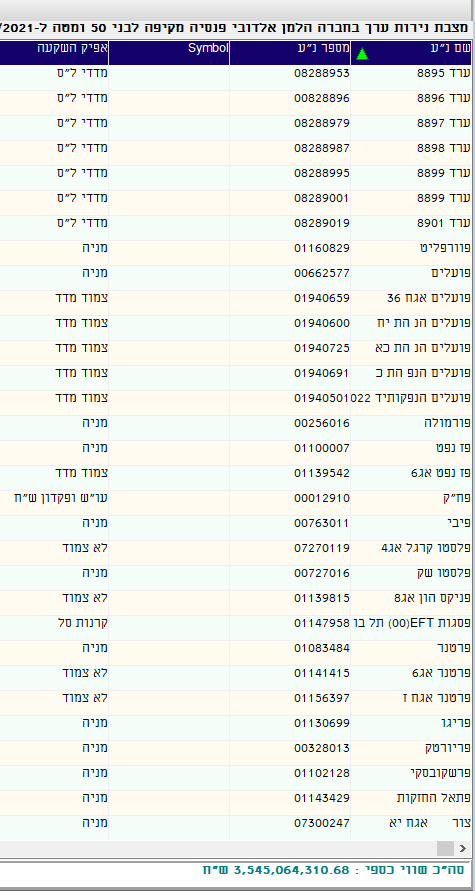 מצבת נירות ערך בחברה הלמן אלדובי פנסיה מקיפה לבני 50 ומטה ל-2021/
שם נ"ע מספר נ"ע Symbol אפיק השקעה
ערד 8895 08288953 מדדי ל"ס
ערד 8896 00828896 מדדי ל"ס
ערד 8897 08288979 מדדי ל"ס
ערד 8898 08288987 מדדי ל"ס
ערד 8899 08288995 מדדי ל"ס
ערד 8899 08289001 מדדי ל"ס
ערד 8901 08289019 מדדי ל"ס
פוורפליט 01160829 מניה
פועלים 00662577 מניה
פועלים אגח 36 01940659 צמוד מדד
פועלים הנ הת יח 01940600 צמוד מדד
פועלים הנ הת כא 01940725 צמוד מדד
פועלים הנפ הת כ 01940691 צמוד מדד
פועלים הנפקותיד 022 01940501 צמוד מדד
פורמולה 00256016 מניה
פז נפט 01100007 מניה
פז נפט אג6 01139542 צמוד מדד
פח"ק 00012910 עו"ש ופקדון ש"ח
פיבי 00763011 מניה
פלסטו קרגל אג4 07270119 לא צמוד
פלסטו שק 00727016 מניה
פניקס הון אג8 01139815 לא צמוד
פסגות EFT(00) תל בו 01147958 קרנות סל
פרטנר 01083484 מניה
פרטנר אג6 01141415 לא צמוד
פרטנר אגח ז 01156397 לא צמוד
פריגו 01130699 מניה
פריורטק 00328013 מניה
פרשקובסקי 01102128 מניה
פתאל החזקות 01143429 מניה
צור אגח יא 07300247 מניה
סה"כ שווי כספי : 3,545,064,310.68 ש"ח